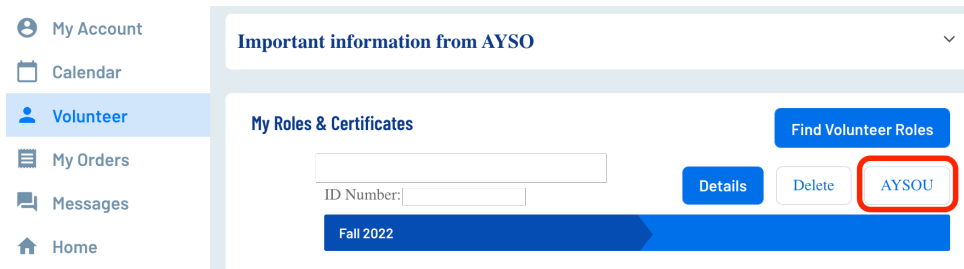 My Account
Calendar
Volunteer
My Orders
Messages
Home
Important information from AYSO
My Roles & Certificates
Find Volunteer Roles
ID Number:
Details
Delete
AYSOU
Fall 2022